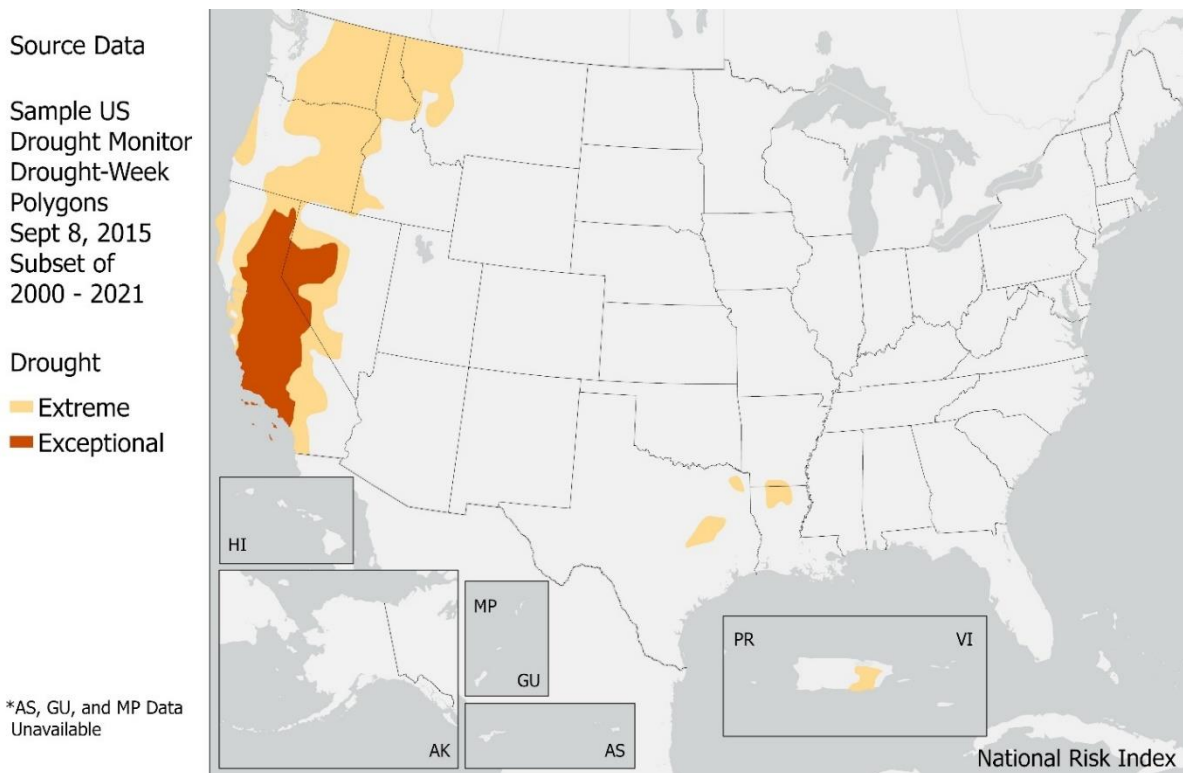 Source Data
Sample US
Drought Monitor
Drought-Week
Polygons
Sept 8, 2015
Subset of
2000 - 2021
Drought
Extreme
Exceptional
*AS, GU, and MP Data
Unavailable
HI
AK
MP
GU
AS
PR
VI
National Risk Index